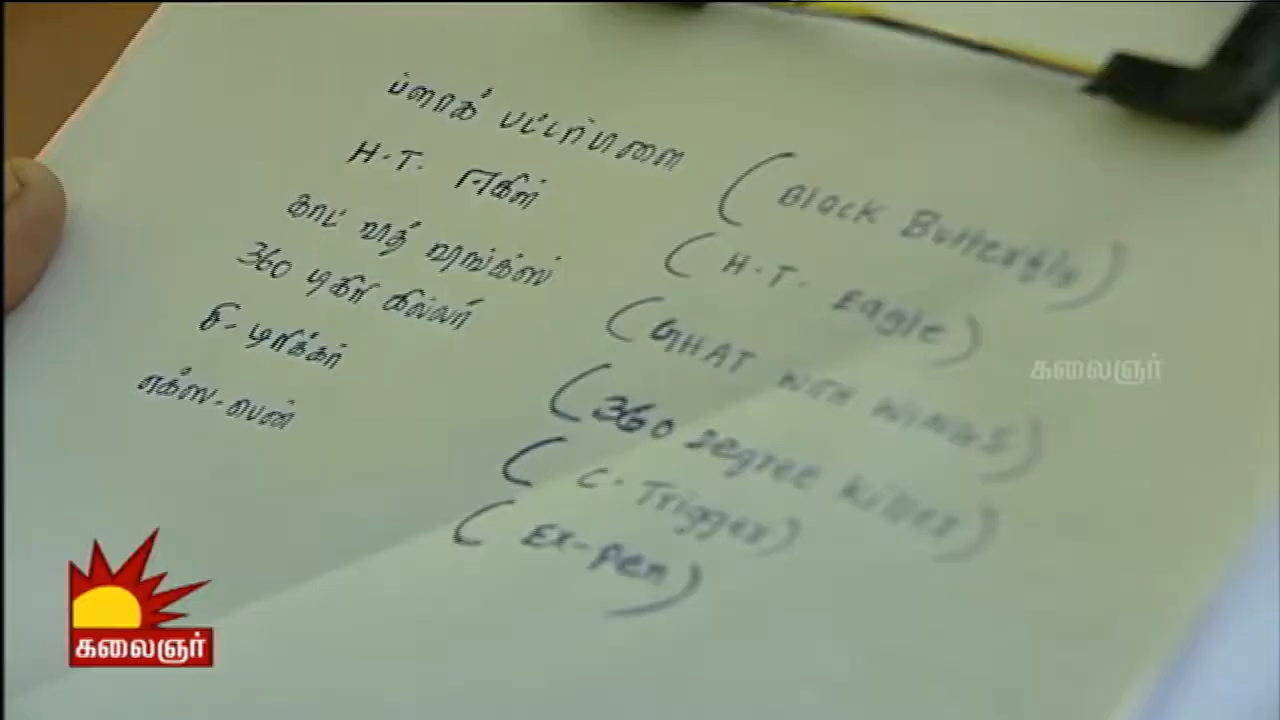 ப்ளாக் பட்டர்ப்ளை (Black Butterfly)
H.T. ஈகிள் (H.T. Eagle)
காட் வித் விங்க்ஸ் (GHAT WITH WINGS)
360 டிகிரி கில்லர் (360 Degree Killer)
சி-டிரிக்கர் (C. Trigger)
எக்ஸ-பென் (Ex-Pen)
கலைஞர்
கலைஞர்